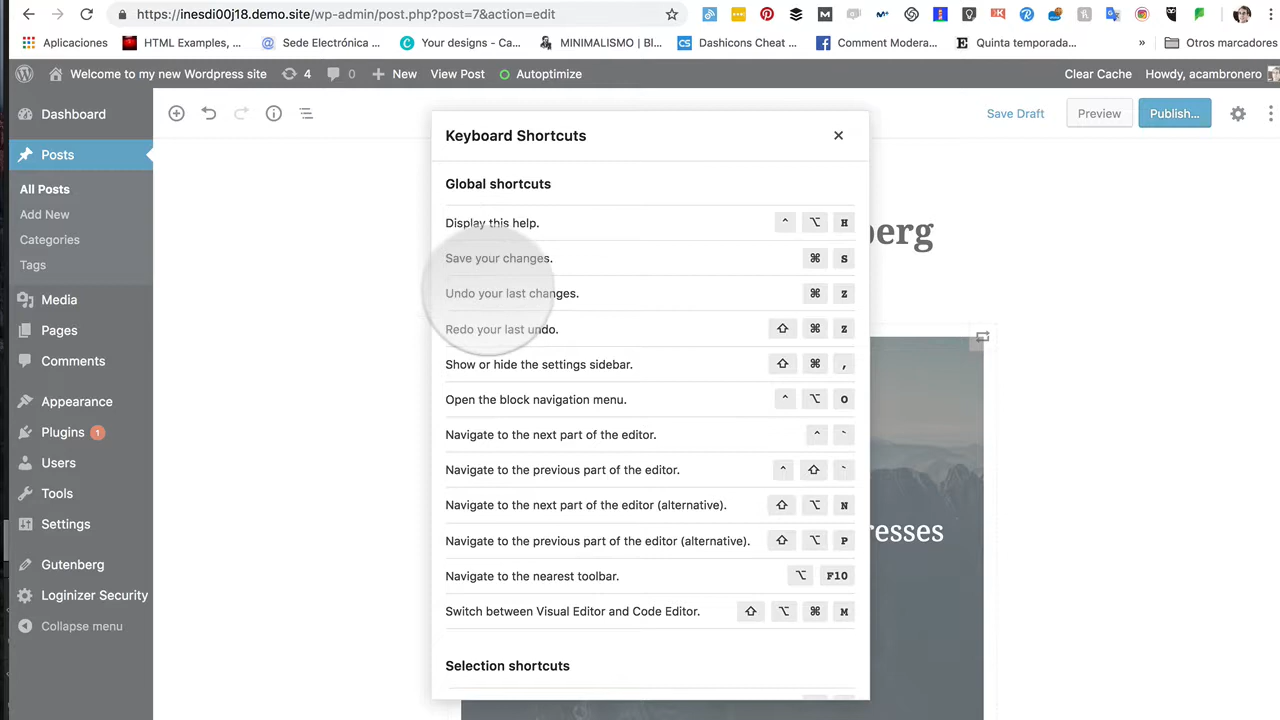 https://inesdi00j18.demo.site/wp-admin/post.php?post=7&action=edit
Aplicaciones HTML Examples, ... Sede Electrónica ... Your designs - Ca... MINIMALISMO | Bl... Dashicons Cheat ... Comment Modera... Quinta temporada... » Otros marcadores
Welcome to my new Wordpress site 4 0 New View Post Autoptimize Clear Cache Howdy, acambronero
Dashboard
Posts
All Posts
Add New
Categories
Tags
Media
Pages
Comments
Appearance
Plugins 1
Users
Tools
Settings
Gutenberg
Loginizer Security
Collapse menu
Save Draft Preview Publish...
Keyboard Shortcuts
Global shortcuts
Display this help. ^ ⌥ H
Save your changes. ⌘ S
Undo your last changes. ⌘ Z
Redo your last undo. ⇧ ⌘ Z
Show or hide the settings sidebar. ⇧ ⌘ ,
Open the block navigation menu. ^ ⌥ O
Navigate to the next part of the editor. ^ `
Navigate to the previous part of the editor. ^ ⇧ `
Navigate to the next part of the editor (alternative). ⇧ ⌥ N
Navigate to the previous part of the editor (alternative). ⇧ ⌥ P
Navigate to the nearest toolbar. ⌥ F10
Switch between Visual Editor and Code Editor. ⇧ ⌥ ⌘ M
Selection shortcuts
berg
resses